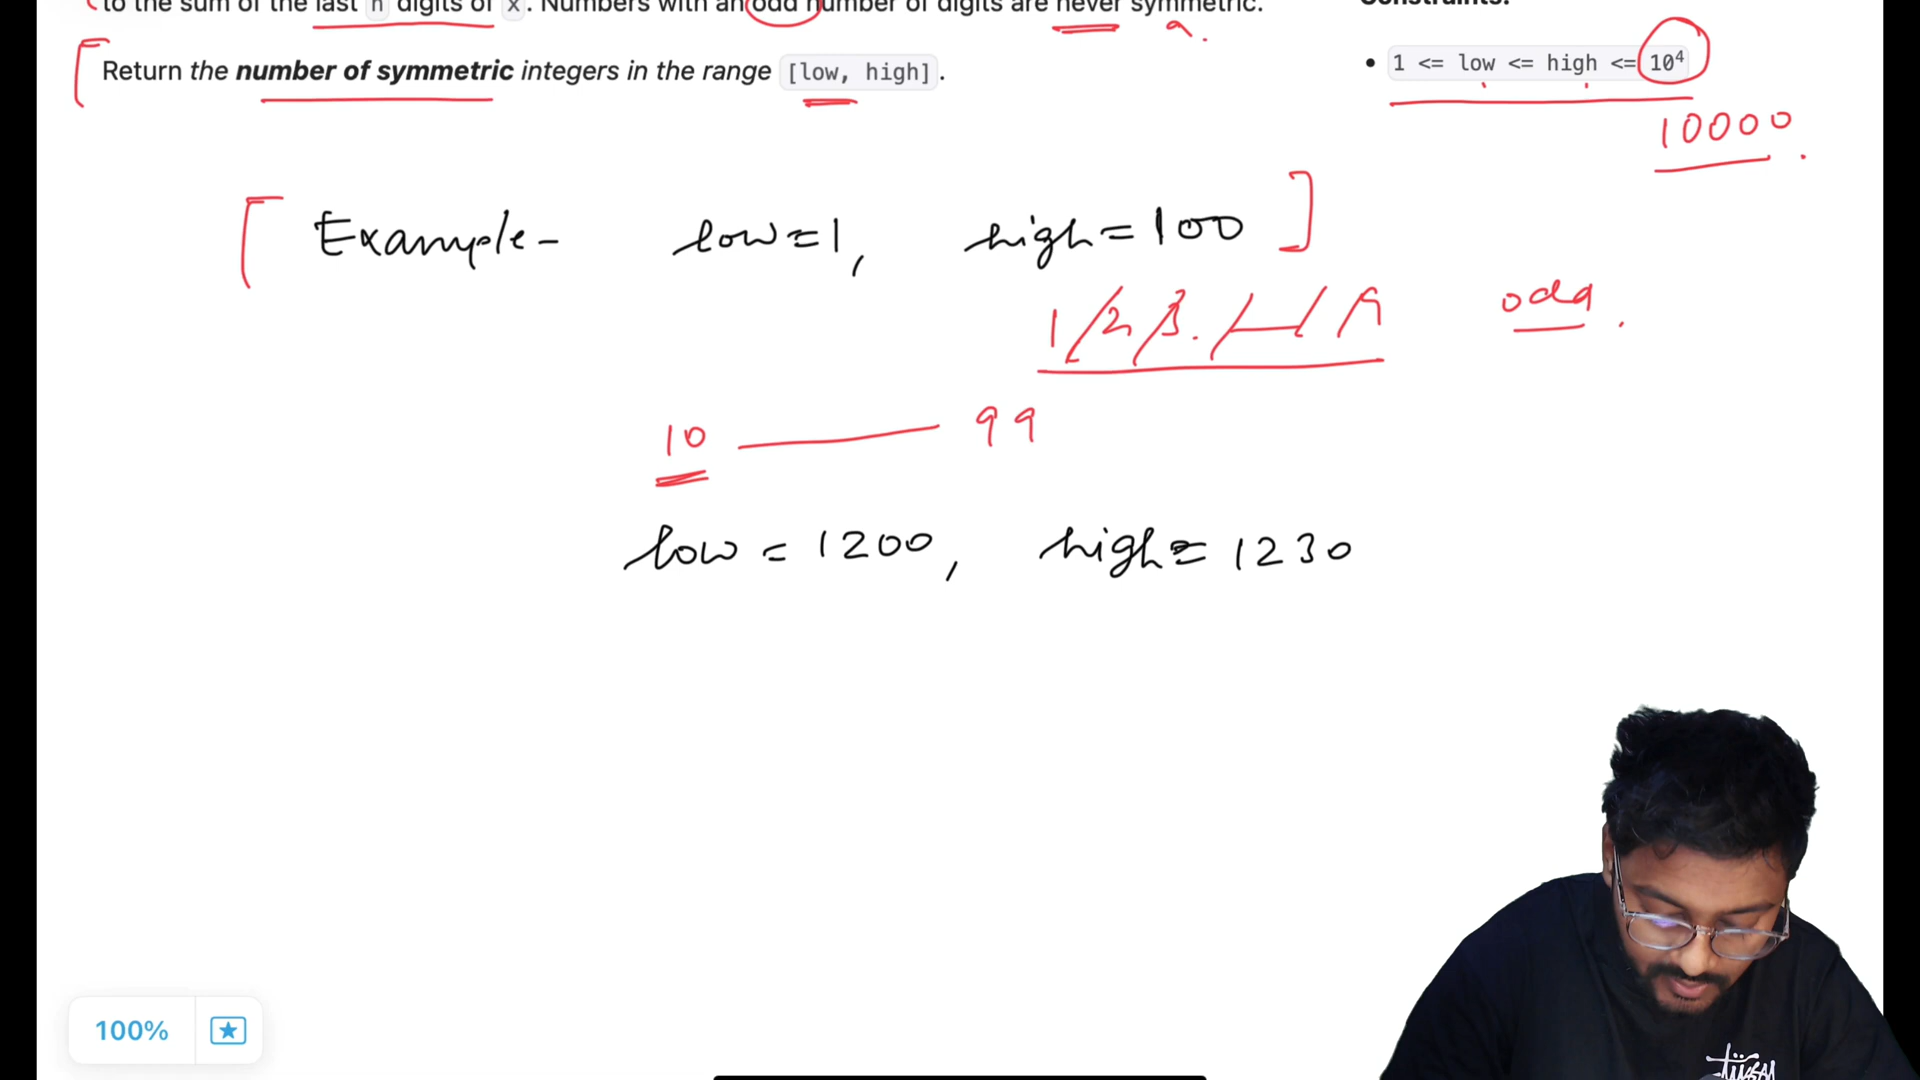 to the sum of the last n digits of x. Numbers with an odd number of digits are never symmetric.
Return the number of symmetric integers in the range [low, high].
Constraints:
• 1 <= low <= high <= 10⁴
10000
Example - low=1, high=100
1 2 3. 9
odd.
10 — 99
low = 1200, high = 1230
100%